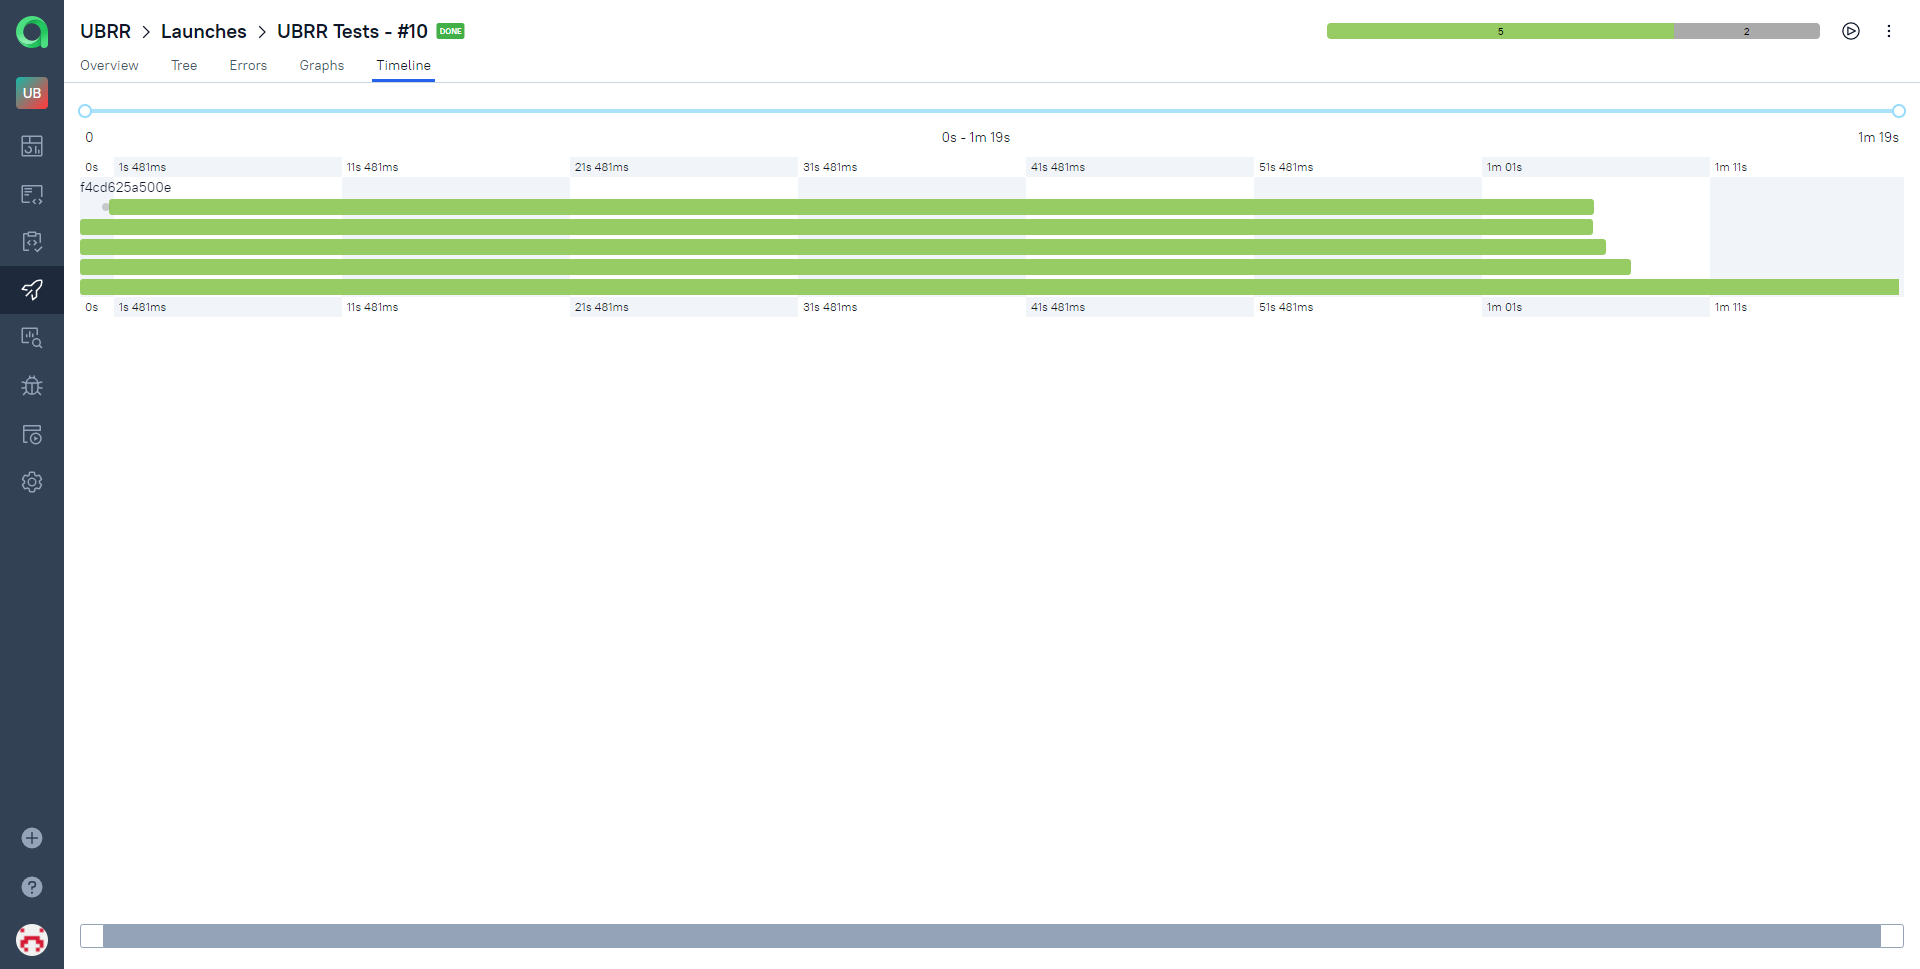 UBRR > Launches > UBRR Tests - #10 DONE
5 2
Overview Tree Errors Graphs Timeline
UB
0 0s - 1m 19s 1m 19s
0s 1s 481ms 11s 481ms 21s 481ms 31s 481ms 41s 481ms 51s 481ms 1m 01s 1m 11s
f4cd625a500e
0s 1s 481ms 11s 481ms 21s 481ms 31s 481ms 41s 481ms 51s 481ms 1m 01s 1m 11s